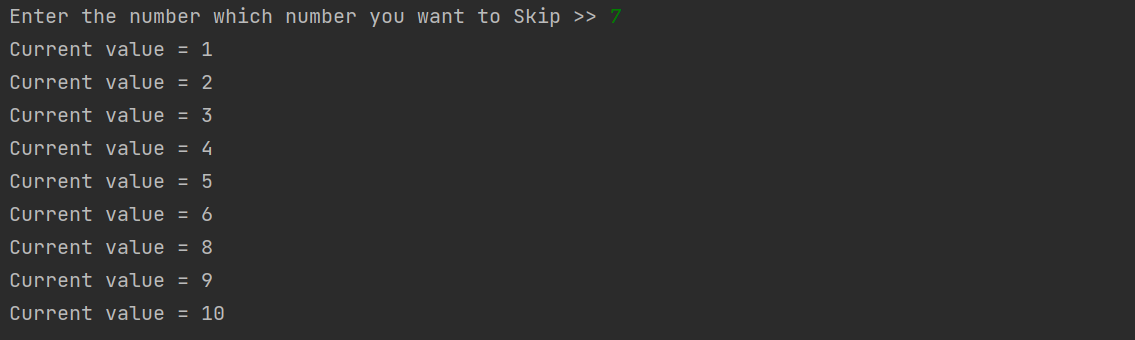 Enter the number which number you want to Skip >> 7
Current value = 1
Current value = 2
Current value = 3
Current value = 4
Current value = 5
Current value = 6
Current value = 8
Current value = 9
Current value = 10